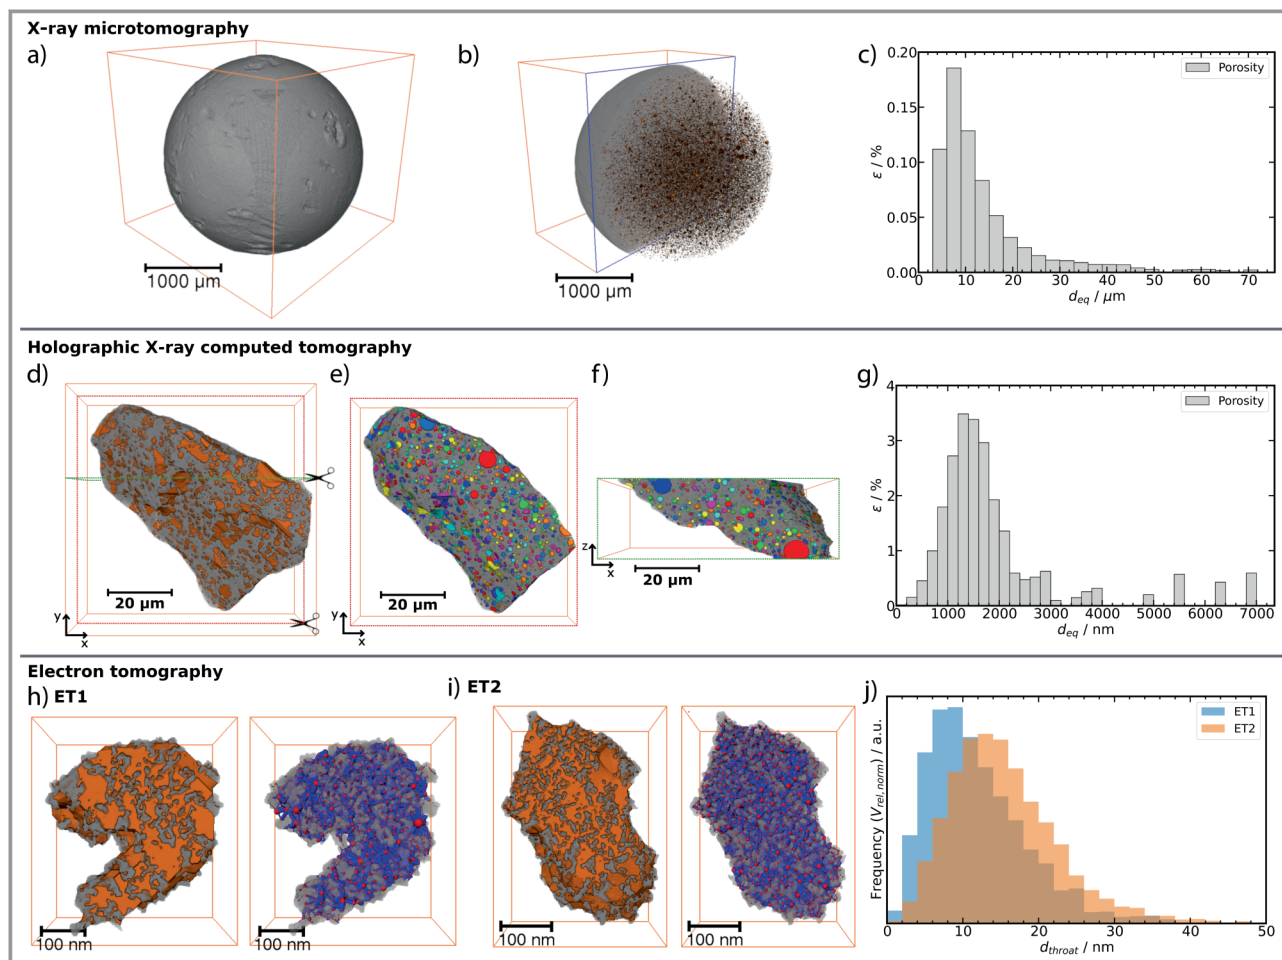 X-ray microtomography
a)
b)
c)
1000 µm
1000 µm
Porosity
0.20
0.15
0.10
0.05
0.00
ε / %
0 10 20 30 40 50 60 70
d_eq / µm
Holographic X-ray computed tomography
d)
e)
f)
g)
20 µm
y
x
20 µm
y
x
z
x
20 µm
Porosity
4
3
2
1
0
ε / %
0 1000 2000 3000 4000 5000 6000 7000
d_eq / nm
Electron tomography
h) ET1
i) ET2
j)
100 nm
100 nm
100 nm
100 nm
ET1
ET2
Frequency (V_rel,norm) / a.u.
0 10 20 30 40 50
d_throat / nm